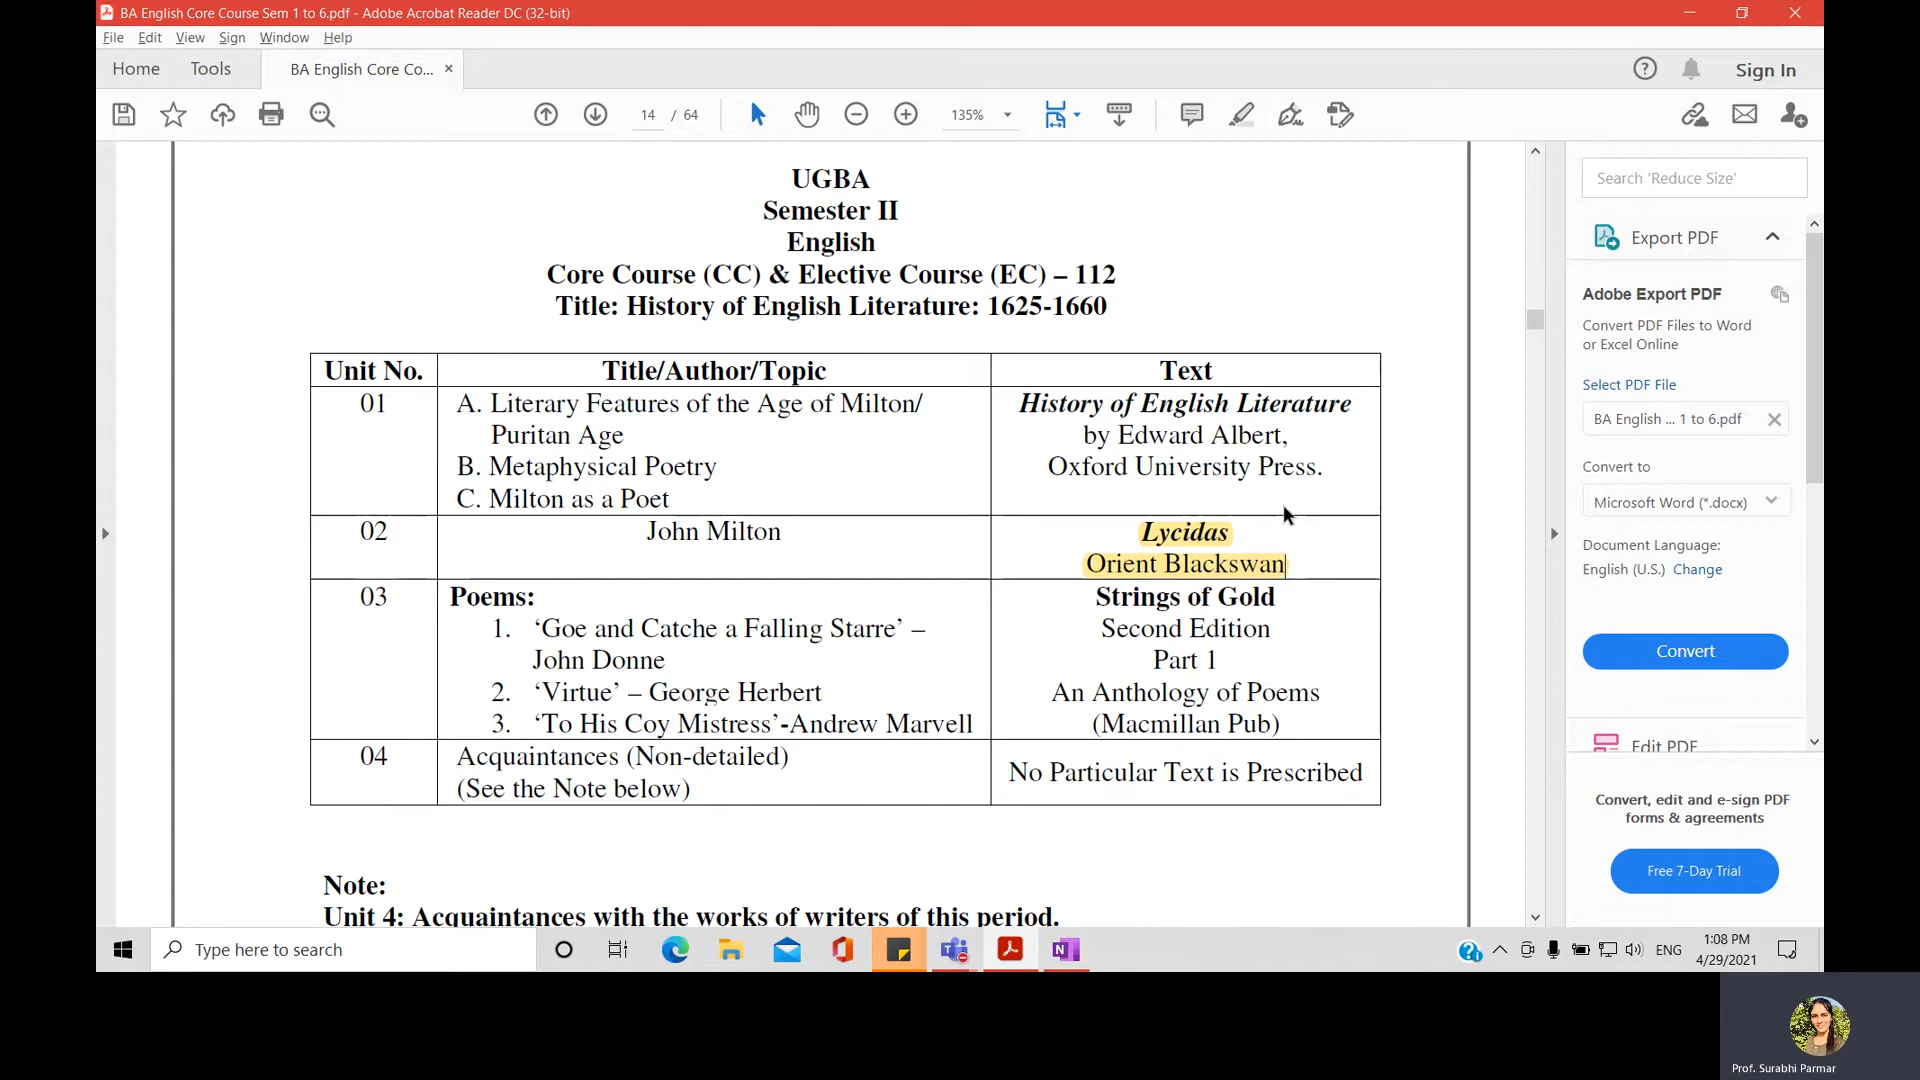 BA English Core Course Sem 1 to 6.pdf - Adobe Acrobat Reader DC (32-bit)
File Edit View Sign Window Help
Home Tools BA English Core Co... Sign In
14 / 64 135%
UGBA
Semester II
English
Core Course (CC) & Elective Course (EC) – 112
Title: History of English Literature: 1625-1660
Unit No. Title/Author/Topic Text
01
A. Literary Features of the Age of Milton/
Puritan Age
B. Metaphysical Poetry
C. Milton as a Poet
History of English Literature
by Edward Albert,
Oxford University Press.
02
John Milton
Lycidas
Orient Blackswan
03
Poems:
1. ‘Goe and Catche a Falling Starre’ –
John Donne
2. ‘Virtue’ – George Herbert
3. ‘To His Coy Mistress’-Andrew Marvell
Strings of Gold
Second Edition
Part 1
An Anthology of Poems
(Macmillan Pub)
04
Acquaintances (Non-detailed)
(See the Note below)
No Particular Text is Prescribed
Note:
Unit 4: Acquaintances with the works of writers of this period.
Search 'Reduce Size'
Export PDF
Adobe Export PDF
Convert PDF Files to Word
or Excel Online
Select PDF File
BA English ... 1 to 6.pdf
Convert to
Microsoft Word (*.docx)
Document Language:
English (U.S.) Change
Convert
Edit PDF
Convert, edit and e-sign PDF
forms & agreements
Free 7-Day Trial
Type here to search
ENG
1:08 PM
4/29/2021
Prof. Surabhi Parmar